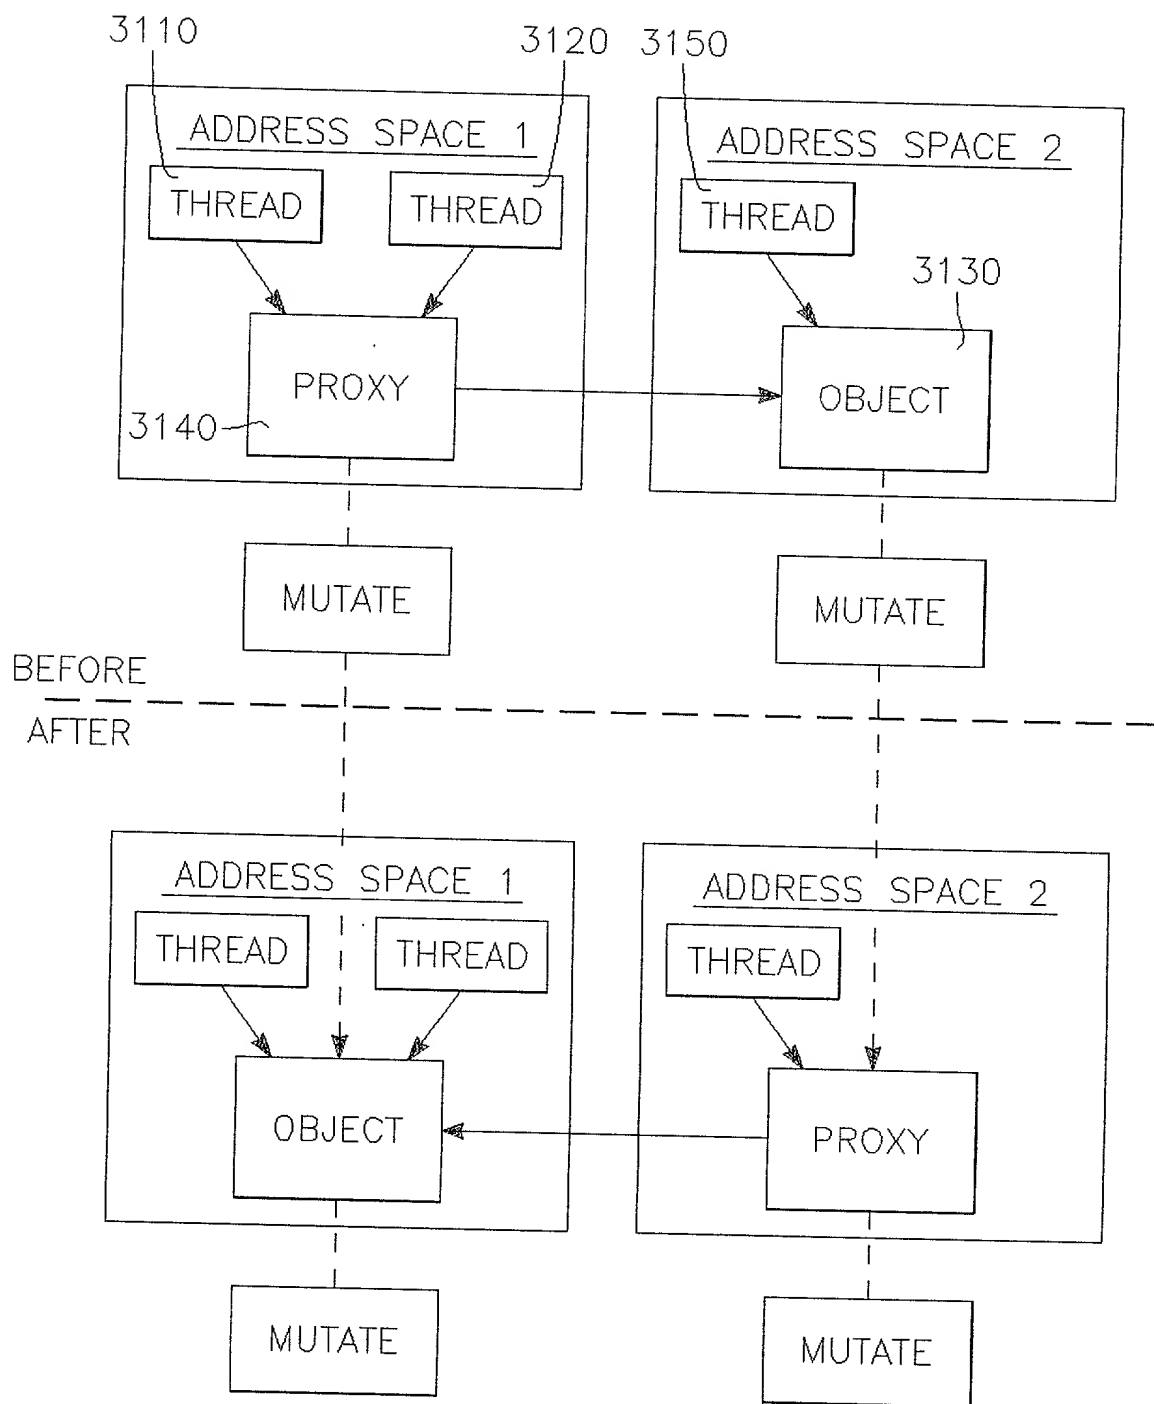 3110
3120
3150
ADDRESS SPACE 1
ADDRESS SPACE 2
THREAD
THREAD
THREAD
3130
PROXY
OBJECT
3140
MUTATE
MUTATE
BEFORE
AFTER
ADDRESS SPACE 1
ADDRESS SPACE 2
THREAD
THREAD
THREAD
OBJECT
PROXY
MUTATE
MUTATE